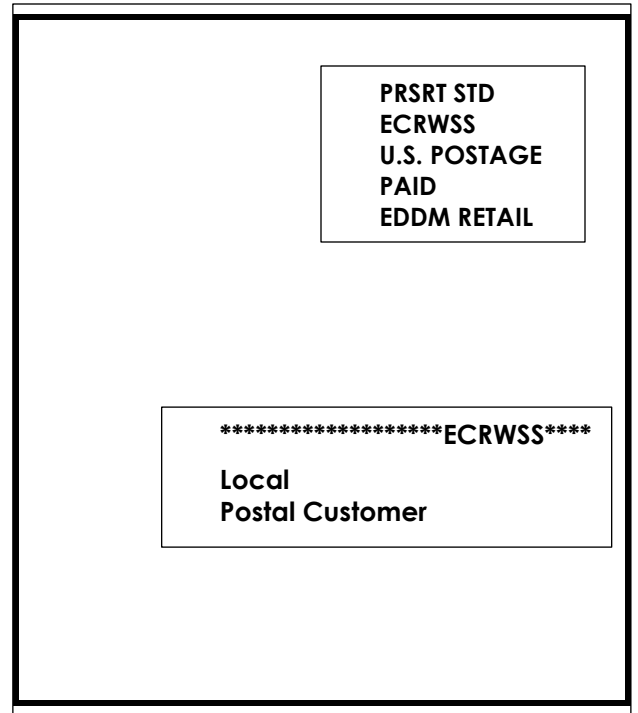 PRSRT STD
ECRWSS
U.S. POSTAGE
PAID
EDDM RETAIL
*******************ECRWSS****
Local
Postal Customer